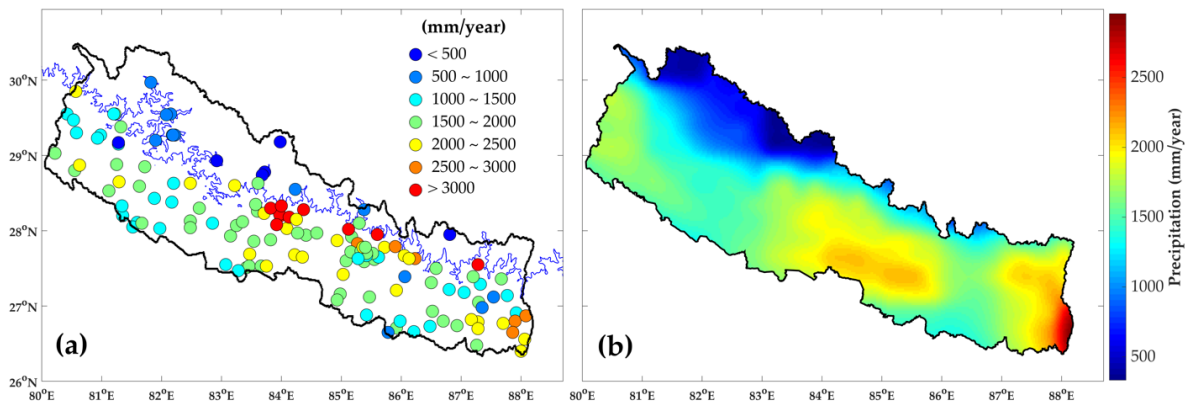 (mm/year)
< 500
500 ~ 1000
1000 ~ 1500
1500 ~ 2000
2000 ~ 2500
2500 ~ 3000
> 3000
30°N
29°N
28°N
27°N
26°N
80°E
81°E
82°E
83°E
84°E
85°E
86°E
87°E
88°E
(a)
80°E
81°E
82°E
83°E
84°E
85°E
86°E
87°E
88°E
(b)
2500
2000
1500
1000
500
Precipitation (mm/year)